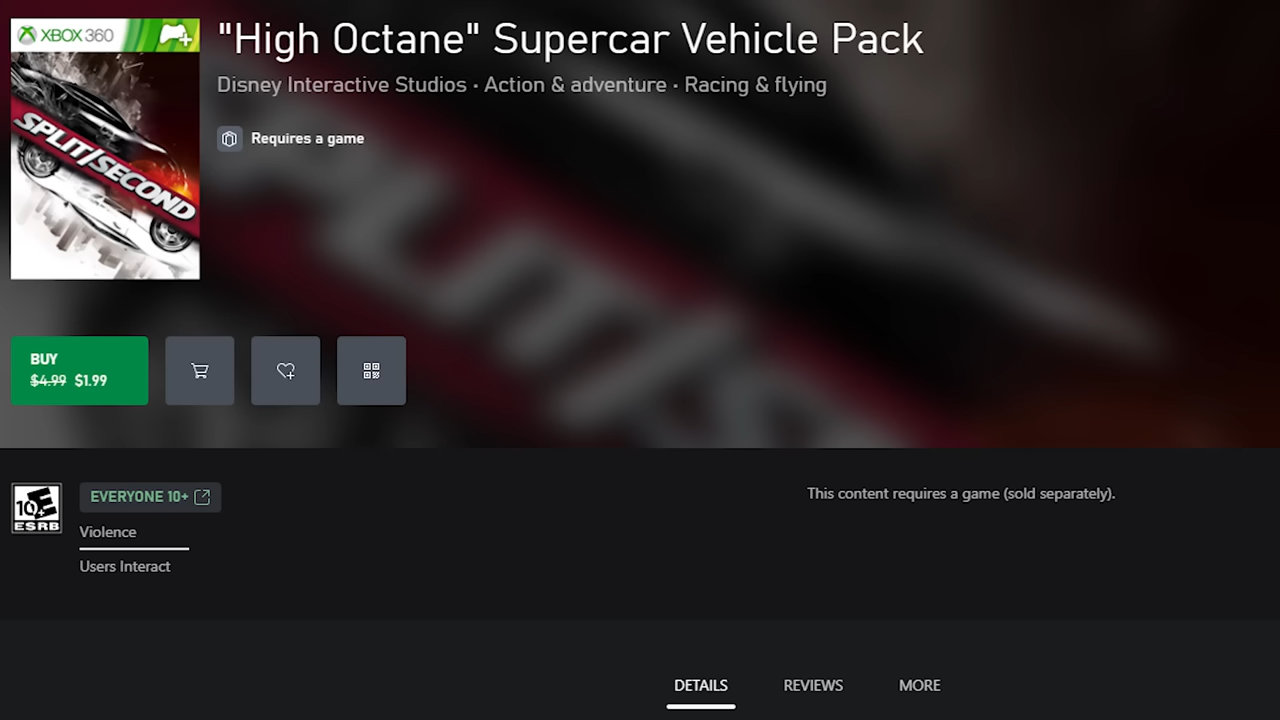 XBOX 360
"High Octane" Supercar Vehicle Pack
Disney Interactive Studios • Action & adventure • Racing & flying
Requires a game
SPLIT/SECOND
BUY
$4.99 $1.99
10+ E
ESRB
EVERYONE 10+
Violence
Users Interact
This content requires a game (sold separately).
DETAILS REVIEWS MORE